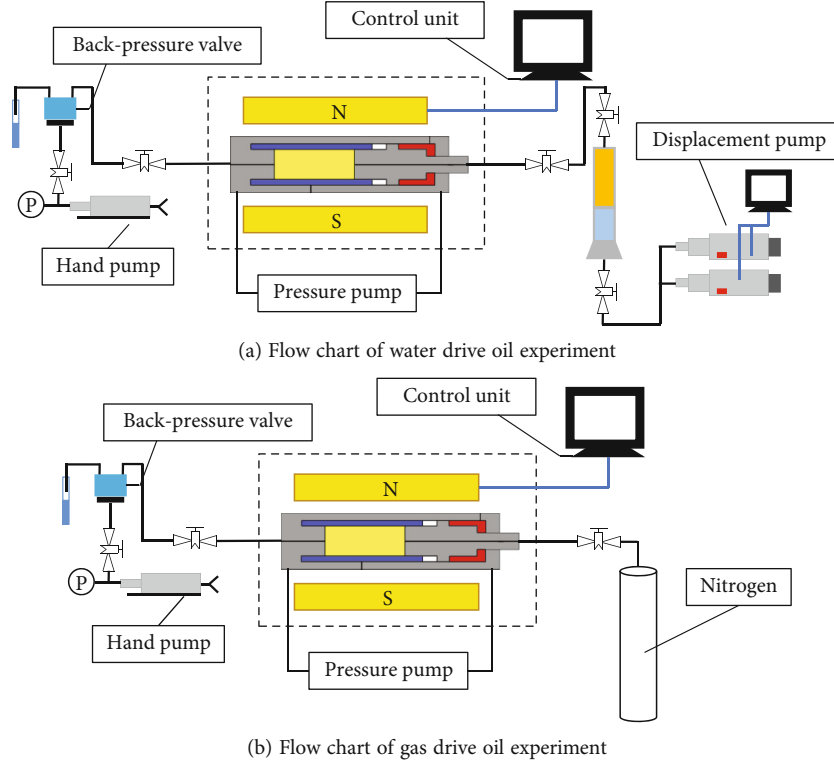 Control unit
Back-pressure valve
N
Displacement pump
P
S
Hand pump
Pressure pump
(a) Flow chart of water drive oil experiment
Control unit
Back-pressure valve
N
P
S
Nitrogen
Hand pump
Pressure pump
(b) Flow chart of gas drive oil experiment